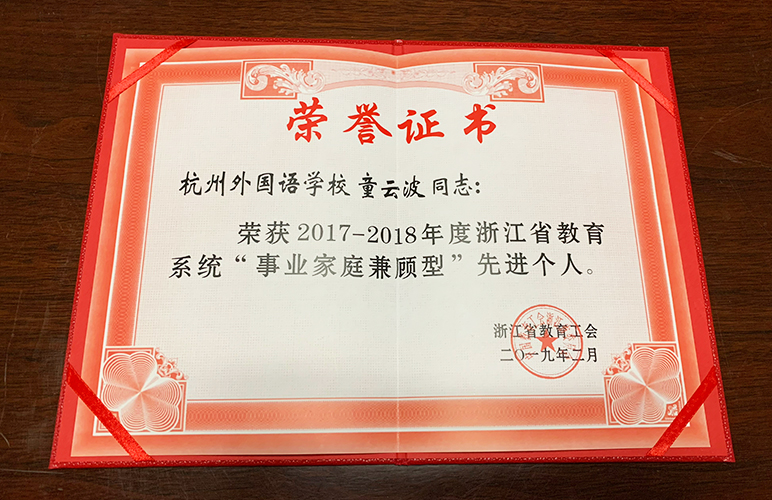 荣誉证书
杭州外国语学校 童云波 同志：
荣获2017-2018年度浙江省教育
系统“事业家庭兼顾型”先进个人。
浙江省教育工会
二〇一九年二月